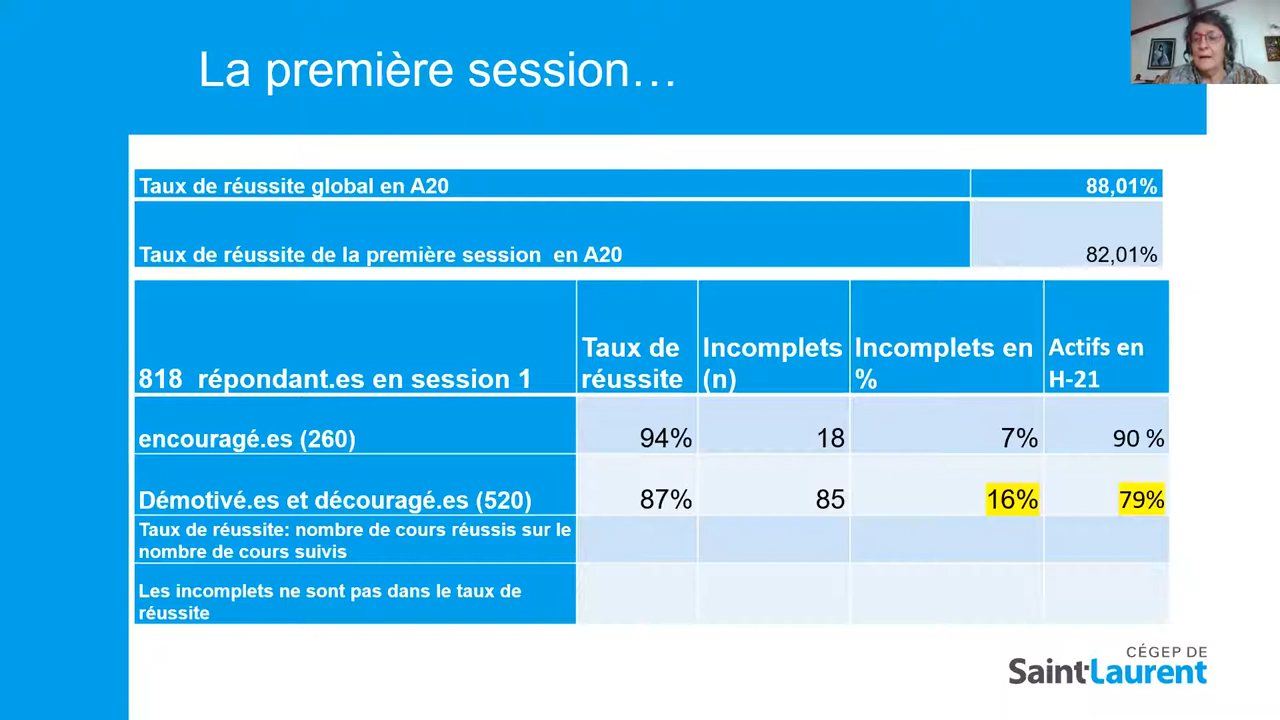 La première session…
Taux de réussite global en A20 88,01%
Taux de réussite de la première session en A20 82,01%
818 répondant.es en session 1
Taux de
réussite
Incomplets
(n)
Incomplets en
%
Actifs en
H-21
encouragé.es (260) 94% 18 7% 90 %
Démotivé.es et découragé.es (520) 87% 85 16% 79%
Taux de réussite: nombre de cours réussis sur le
nombre de cours suivis
Les incomplets ne sont pas dans le taux de
réussite
CÉGEP DE
Saint-Laurent